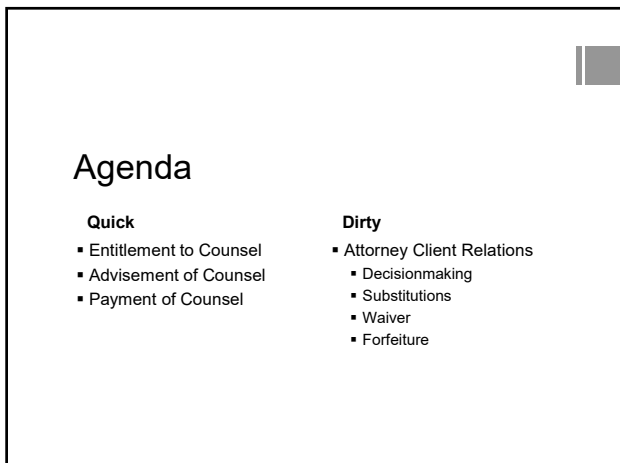 Agenda
Quick
▪ Entitlement to Counsel
▪ Advisement of Counsel
▪ Payment of Counsel
Dirty
▪ Attorney Client Relations
▪ Decisionmaking
▪ Substitutions
▪ Waiver
▪ Forfeiture